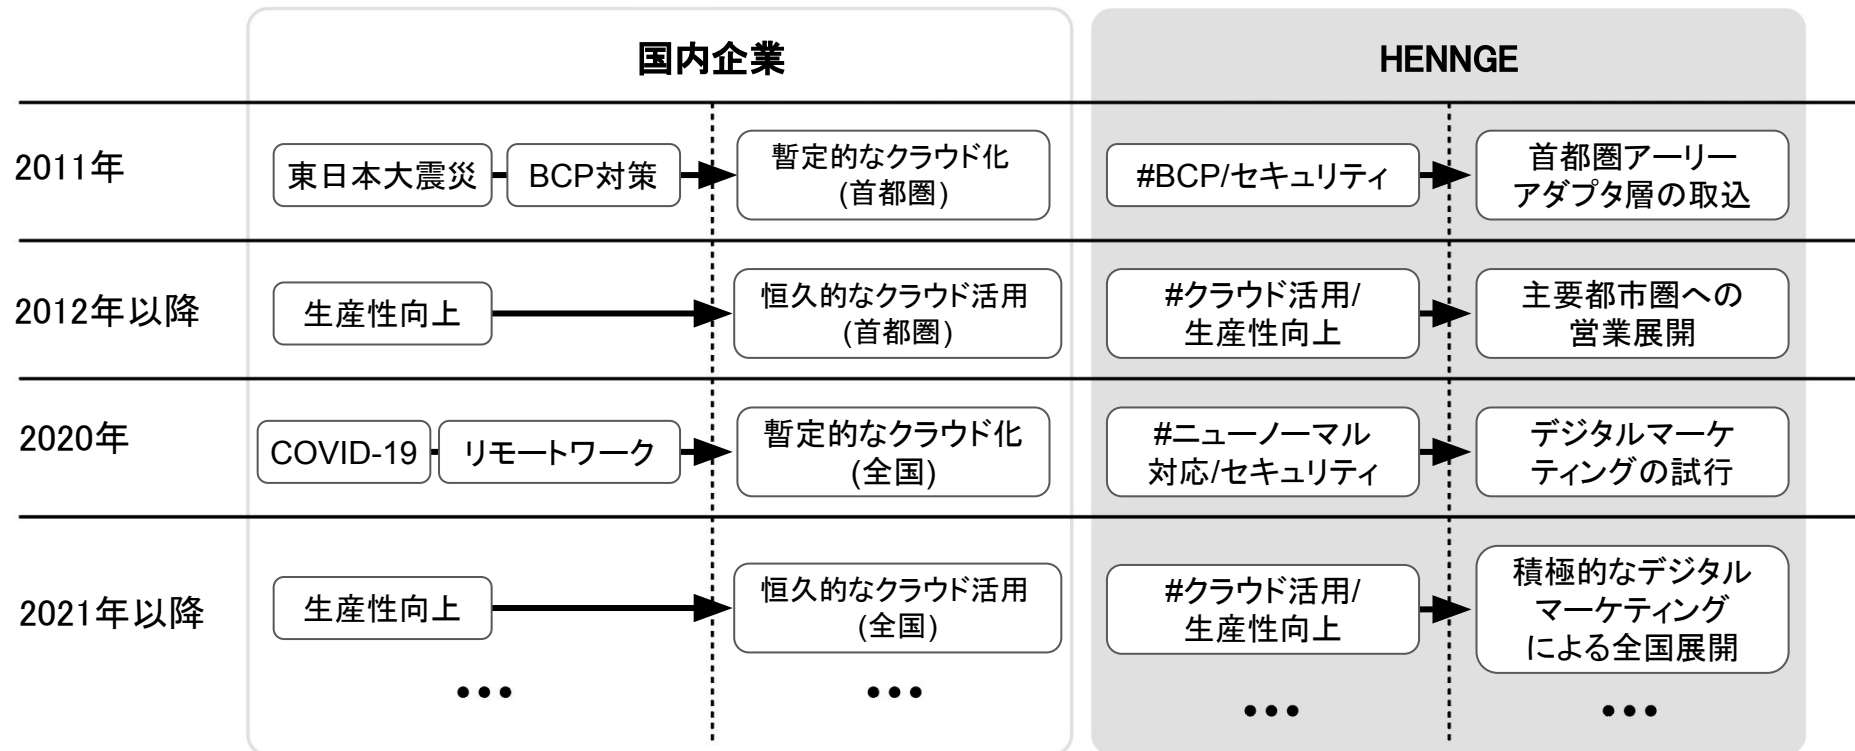 国内企業
HENNGE
2011年
東日本大震災
BCP対策
暫定的なクラウド化
(首都圏)
#BCP/セキュリティ
首都圏アーリー
アダプタ層の取込
2012年以降
生産性向上
恒久的なクラウド活用
(首都圏)
#クラウド活用/
生産性向上
主要都市圏への
営業展開
2020年
COVID-19
リモートワーク
暫定的なクラウド化
(全国)
#ニューノーマル
対応/セキュリティ
デジタルマーケ
ティングの試行
2021年以降
生産性向上
恒久的なクラウド活用
(全国)
#クラウド活用/
生産性向上
積極的なデジタル
マーケティング
による全国展開
•••
•••
•••
•••